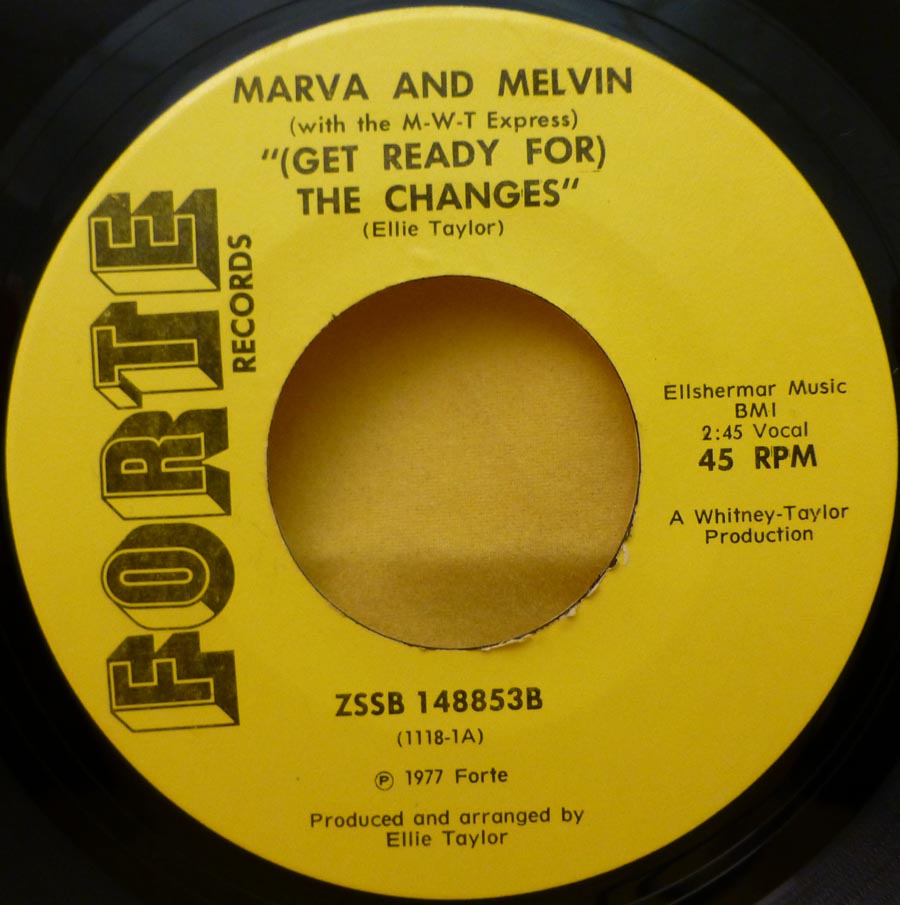 MARVA AND MELVIN
(with the M-W-T Express)
"(GET READY FOR)
THE CHANGES"
(Ellie Taylor)
FORTE
RECORDS
Ellshermar Music
BMI
2:45 Vocal
45 RPM
A Whitney-Taylor
Production
ZSSB 148853B
(1118-1A)
℗ 1977 Forte
Produced and arranged by
Ellie Taylor